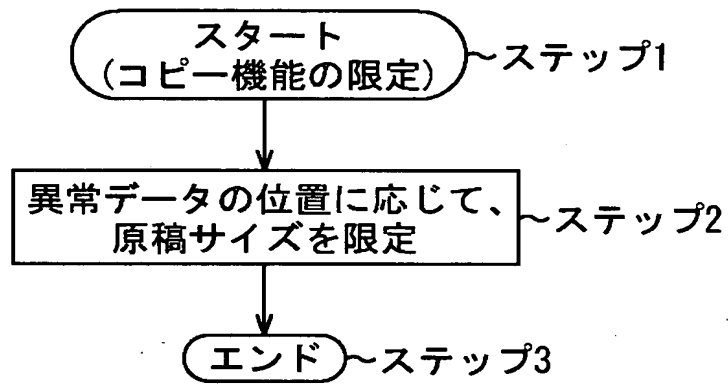 スタート
(コピー機能の限定)
～ステップ1
異常データの位置に応じて、
原稿サイズを限定
～ステップ2
エンド
～ステップ3